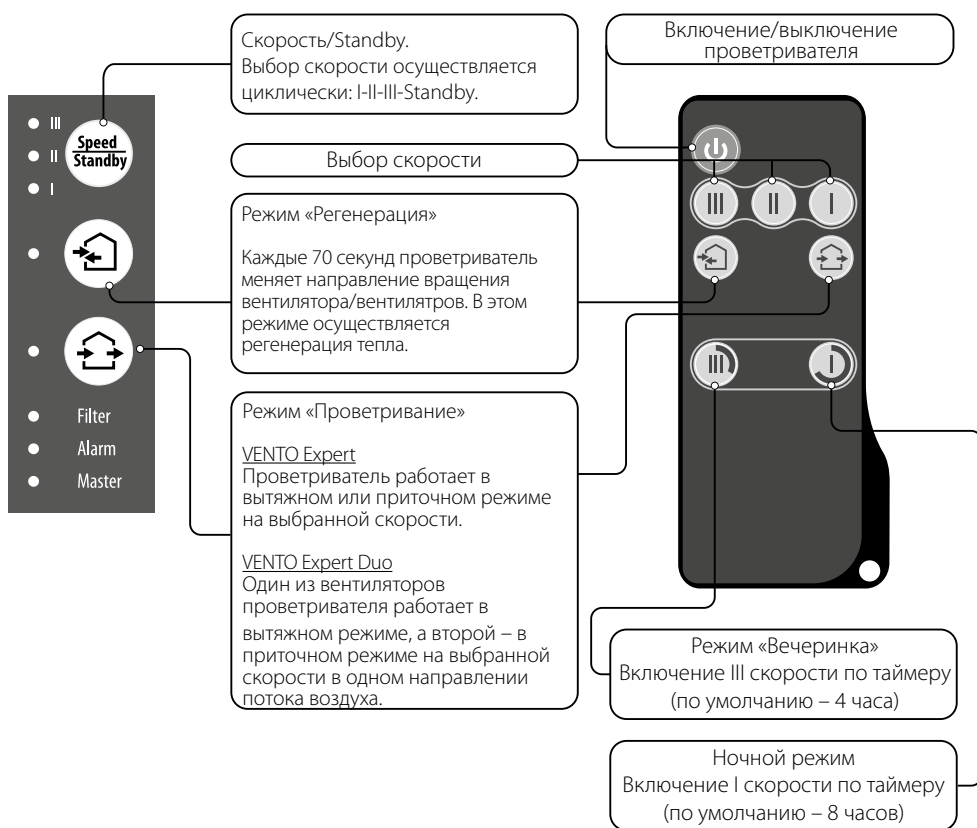 Скорость/Standby.
Выбор скорости осуществляется
циклически: I-II-III-Standby.
Включение/выключение
проветривателя
III
II
I
Speed
Standby
Выбор скорости
III
II
I
Режим «Регенерация»
Каждые 70 секунд проветриватель
меняет направление вращения
вентилятора/вентилятров. В этом
режиме осуществляется
регенерация тепла.
III
I
Filter
Alarm
Master
Режим «Проветривание»
VENTO Expert
Проветриватель работает в
вытяжном или приточном режиме
на выбранной скорости.
VENTO Expert Duo
Один из вентиляторов
проветривателя работает в
вытяжном режиме, а второй – в
приточном режиме на выбранной
скорости в одном направлении
потока воздуха.
Режим «Вечеринка»
Включение III скорости по таймеру
(по умолчанию – 4 часа)
Ночной режим
Включение I скорости по таймеру
(по умолчанию – 8 часов)